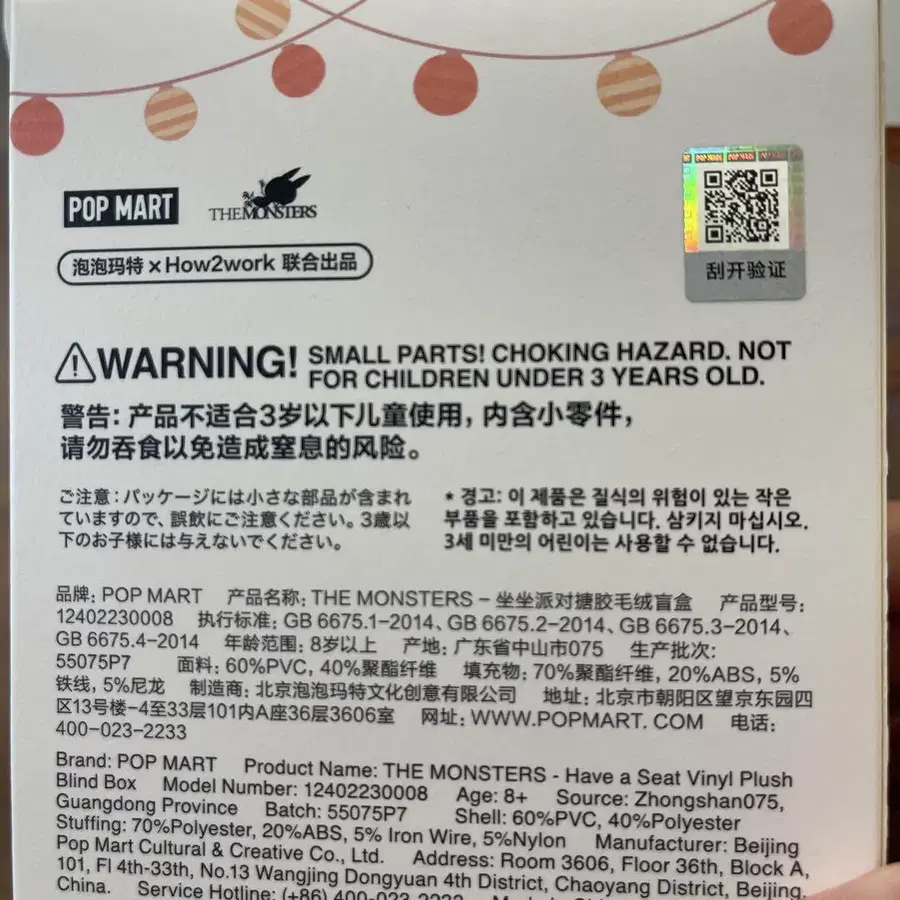 POP MART
THE MONSTERS
泡泡玛特 × How2work 联合出品
刮开验证
WARNING! SMALL PARTS! CHOKING HAZARD. NOT
FOR CHILDREN UNDER 3 YEARS OLD.
警告: 产品不适合3岁以下儿童使用, 内含小零件,
请勿吞食以免造成窒息的风险。
ご注意：パッケージには小さな部品が含まれ
ていますので、誤飲にご注意ください。3歳以
下のお子様には与えないでください。
* 경고: 이 제품은 질식의 위험이 있는 작은
부품을 포함하고 있습니다. 삼키지 마십시오.
3세 미만의 어린이는 사용할 수 없습니다.
品牌: POP MART 产品名称: THE MONSTERS – 坐坐派对搪胶毛绒盲盒 产品型号:
12402230008 执行标准: GB 6675.1-2014、GB 6675.2-2014、GB 6675.3-2014、
GB 6675.4-2014 年龄范围: 8岁以上 产地: 广东省中山市075 生产批次:
55075P7 面料: 60%PVC, 40%聚酯纤维 填充物: 70%聚酯纤维, 20%ABS, 5%
铁线, 5%尼龙 制造商: 北京泡泡玛特文化创意有限公司 地址: 北京市朝阳区望京东园四
区13号楼-4至33层101内A座36层3606室 网址: WWW.POPMART.COM 电话:
400-023-2233
Brand: POP MART Product Name: THE MONSTERS - Have a Seat Vinyl Plush
Blind Box Model Number: 12402230008 Age: 8+ Source: Zhongshan075,
Guangdong Province Batch: 55075P7 Shell: 60%PVC, 40%Polyester
Stuffing: 70%Polyester, 20%ABS, 5% Iron Wire, 5%Nylon Manufacturer: Beijing
Pop Mart Cultural & Creative Co., Ltd. Address: Room 3606, Floor 36th, Block A,
101, Fl 4th-33th, No.13 Wangjing Dongyuan 4th District, Chaoyang District, Beijing,
China. Service Hotline: (+86) 400-023-2233